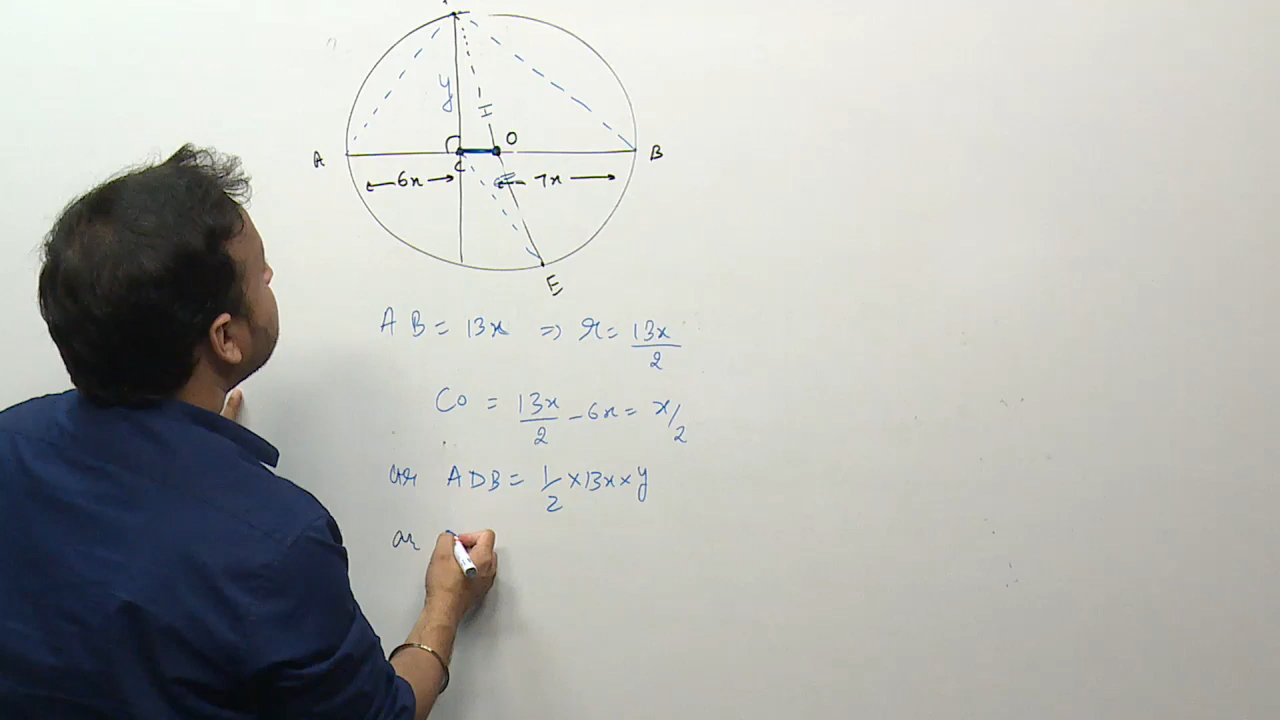 y
O
A
B
C
6x
7x
E
AB = 13x ⇒ r = 13x/2
CO = 13x/2 - 6x = x/2
ar ADB = 1/2 × 13x × y
ar